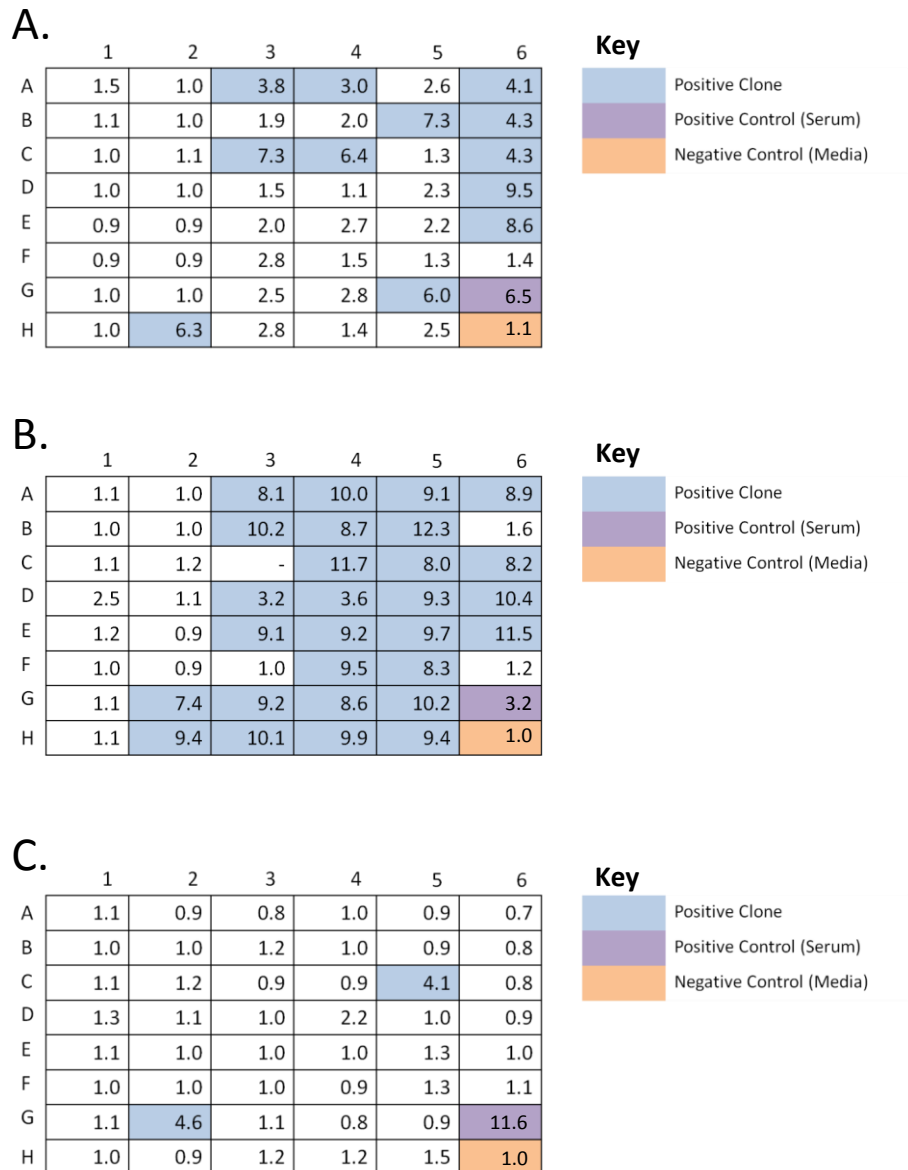 A.
Key
1 2 3 4 5 6
A 1.5 1.0 3.8 3.0 2.6 4.1
Positive Clone
B 1.1 1.0 1.9 2.0 7.3 4.3
Positive Control (Serum)
C 1.0 1.1 7.3 6.4 1.3 4.3
Negative Control (Media)
D 1.0 1.0 1.5 1.1 2.3 9.5
E 0.9 0.9 2.0 2.7 2.2 8.6
F 0.9 0.9 2.8 1.5 1.3 1.4
G 1.0 1.0 2.5 2.8 6.0 6.5
H 1.0 6.3 2.8 1.4 2.5 1.1
B.
Key
1 2 3 4 5 6
A 1.1 1.0 8.1 10.0 9.1 8.9
Positive Clone
B 1.0 1.0 10.2 8.7 12.3 1.6
Positive Control (Serum)
C 1.1 1.2 - 11.7 8.0 8.2
Negative Control (Media)
D 2.5 1.1 3.2 3.6 9.3 10.4
E 1.2 0.9 9.1 9.2 9.7 11.5
F 1.0 0.9 1.0 9.5 8.3 1.2
G 1.1 7.4 9.2 8.6 10.2 3.2
H 1.1 9.4 10.1 9.9 9.4 1.0
C.
Key
1 2 3 4 5 6
A 1.1 0.9 0.8 1.0 0.9 0.7
Positive Clone
B 1.0 1.0 1.2 1.0 0.9 0.8
Positive Control (Serum)
C 1.1 1.2 0.9 0.9 4.1 0.8
Negative Control (Media)
D 1.3 1.1 1.0 2.2 1.0 0.9
E 1.1 1.0 1.0 1.0 1.3 1.0
F 1.0 1.0 1.0 0.9 1.3 1.1
G 1.1 4.6 1.1 0.8 0.9 11.6
H 1.0 0.9 1.2 1.2 1.5 1.0